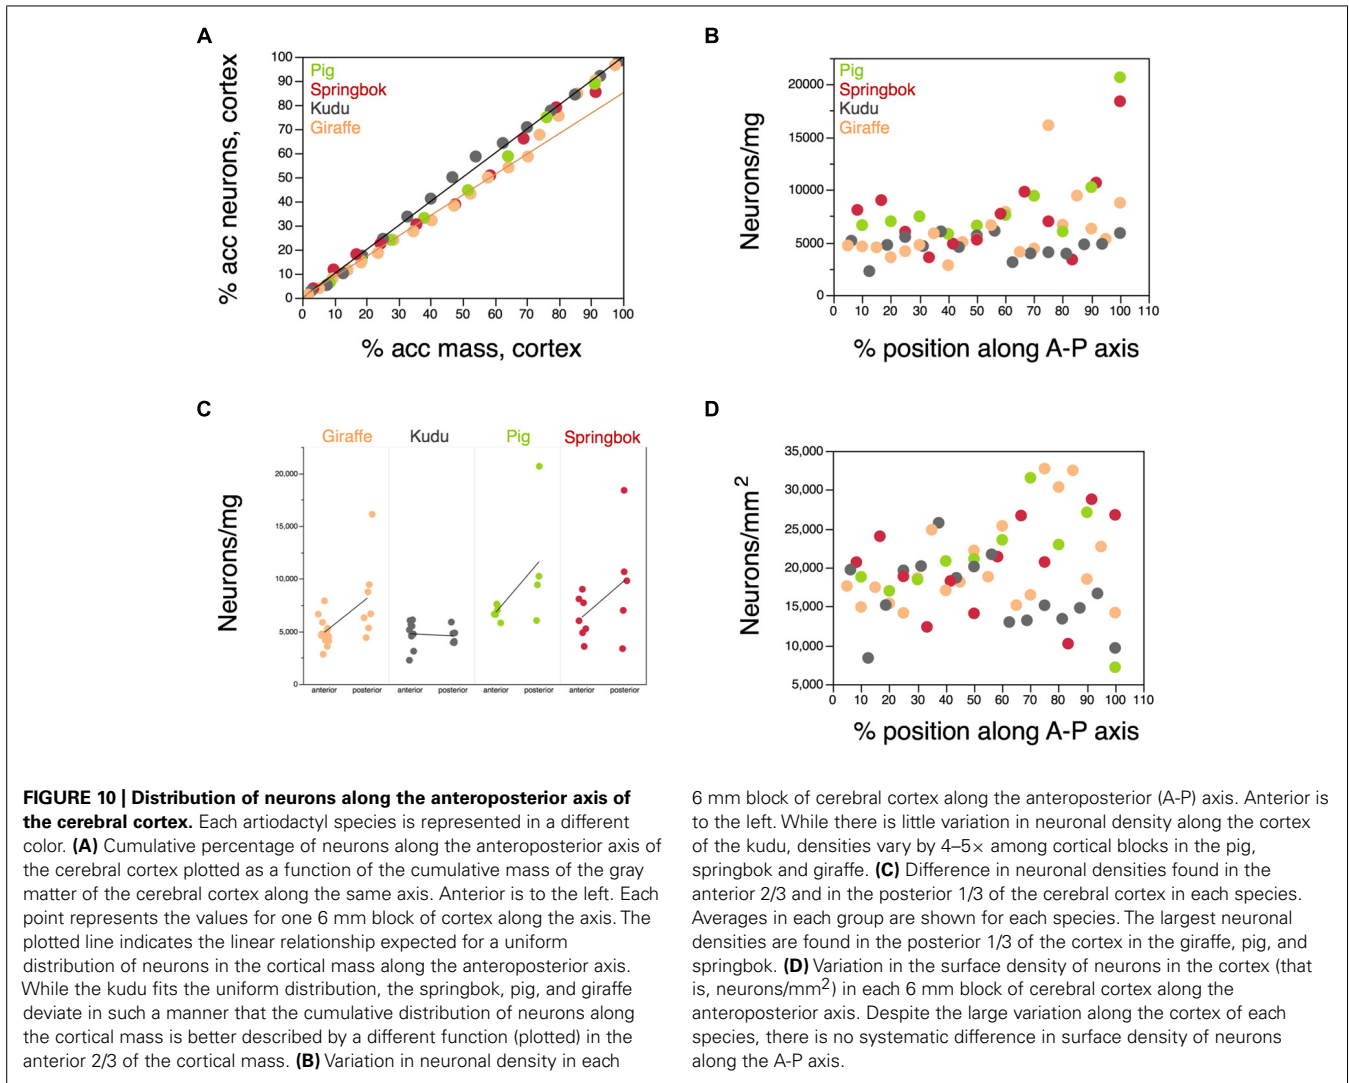 A
% acc neurons, cortex
100
90
80
70
60
50
40
30
20
10
0
Pig
Springbok
Kudu
Giraffe
0 10 20 30 40 50 60 70 80 90 100
% acc mass, cortex
B
Neurons/mg
20000
15000
10000
5000
0
Pig
Springbok
Kudu
Giraffe
0 10 20 30 40 50 60 70 80 90 100 110
% position along A-P axis
C
Giraffe Kudu Pig Springbok
Neurons/mg
20,000
15,000
10,000
5,000
0
anterior posterior anterior posterior anterior posterior anterior posterior
D
Neurons/mm²
35,000
30,000
25,000
20,000
15,000
10,000
5,000
0 10 20 30 40 50 60 70 80 90 100 110
% position along A-P axis
FIGURE 10 | Distribution of neurons along the anteroposterior axis of
the cerebral cortex. Each artiodactyl species is represented in a different
color. (A) Cumulative percentage of neurons along the anteroposterior axis of
the cerebral cortex plotted as a function of the cumulative mass of the gray
matter of the cerebral cortex along the same axis. Anterior is to the left. Each
point represents the values for one 6 mm block of cortex along the axis. The
plotted line indicates the linear relationship expected for a uniform
distribution of neurons in the cortical mass along the anteroposterior axis.
While the kudu fits the uniform distribution, the springbok, pig, and giraffe
deviate in such a manner that the cumulative distribution of neurons along
the cortical mass is better described by a different function (plotted) in the
anterior 2/3 of the cortical mass. (B) Variation in neuronal density in each
6 mm block of cerebral cortex along the anteroposterior (A-P) axis. Anterior is
to the left. While there is little variation in neuronal density along the cortex
of the kudu, densities vary by 4–5× among cortical blocks in the pig,
springbok and giraffe. (C) Difference in neuronal densities found in the
anterior 2/3 and in the posterior 1/3 of the cerebral cortex in each species.
Averages in each group are shown for each species. The largest neuronal
densities are found in the posterior 1/3 of the cortex in the giraffe, pig, and
springbok. (D) Variation in the surface density of neurons in the cortex (that
is, neurons/mm²) in each 6 mm block of cerebral cortex along the
anteroposterior axis. Despite the large variation along the cortex of each
species, there is no systematic difference in surface density of neurons
along the A-P axis.